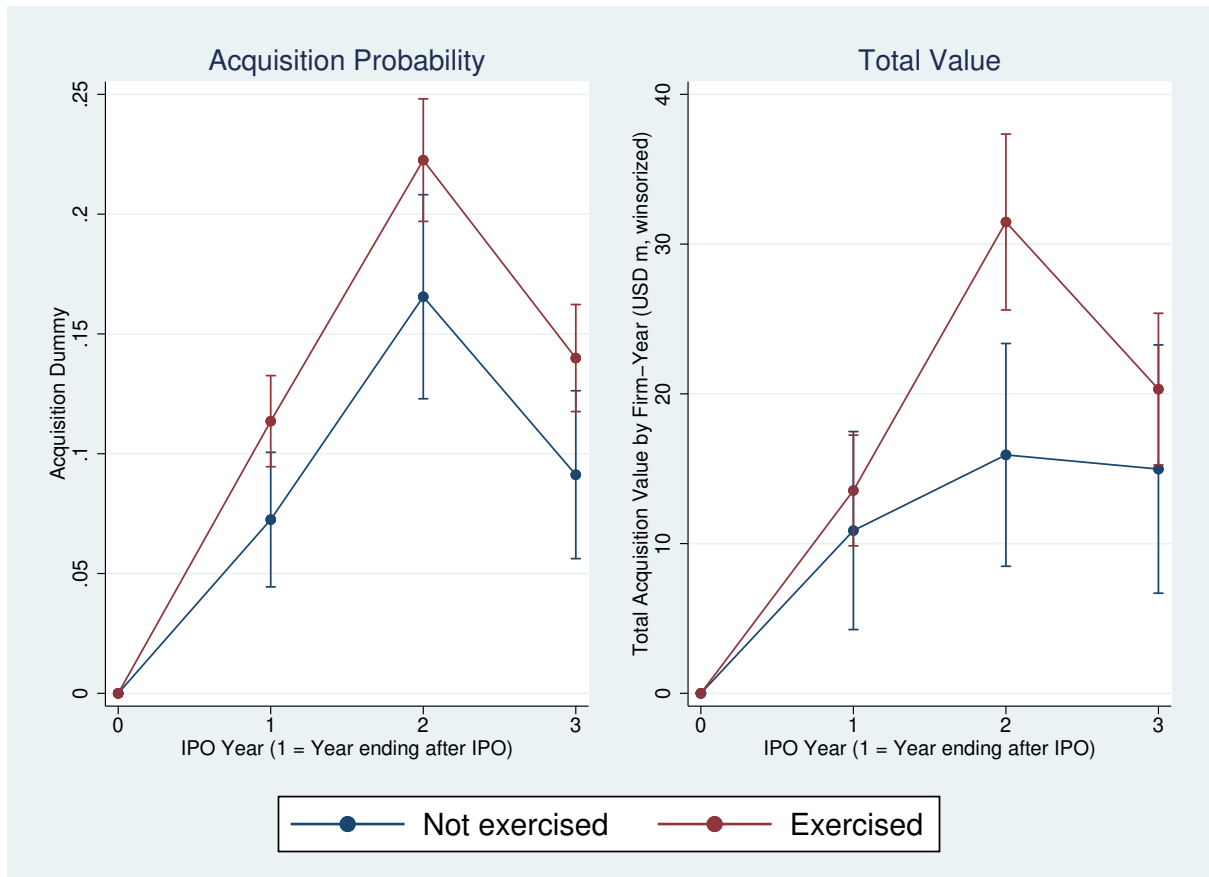 Acquisition Probability
Acquisition Dummy
.25
.2
.15
.1
.05
0
0 1 2 3
IPO Year (1 = Year ending after IPO)
Total Value
Total Acquisition Value by Firm−Year (USD m, winsorized)
40
30
20
10
0
0 1 2 3
IPO Year (1 = Year ending after IPO)
Not exercised
Exercised